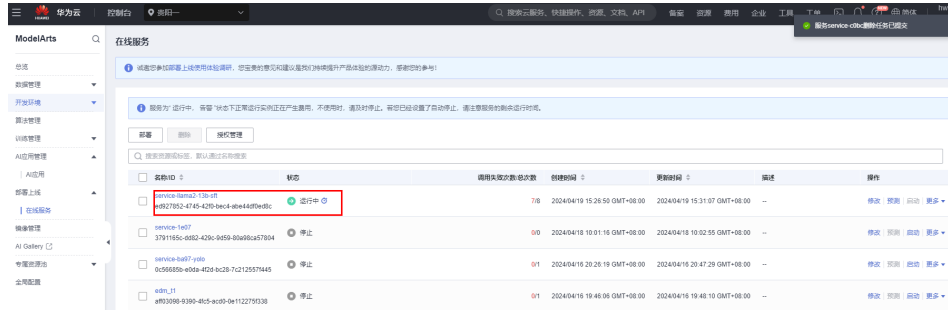 华为云 控制台 贵阳一 搜索云服务、快捷操作、资源、文档、API 备案 资源 费用 企业 工具 工单 简体 hw
服务service-c0bc删除任务已提交
ModelArts
在线服务
总览
数据管理
开发环境
算法管理
训练管理
AI应用管理
AI应用
部署上线
在线服务
镜像管理
AI Gallery
专属资源池
全局配置
诚邀您参加部署上线使用体验调研，您宝贵的意见和建议是我们持续提升产品体验的源动力，感谢您的参与！
服务为“运行中、告警”状态下正常运行实例正在产生费用，不使用时，请及时停止。若您已经设置了自动停止，请注意服务的剩余运行时间。
部署 删除 授权管理
搜索资源或标签，默认通过名称搜索
名称/ID 状态 调用失败次数/总次数 创建时间 更新时间 描述 操作
service-llama2-13b-sft
ed927852-4745-42f0-bec4-abe44df0ed8c 运行中 7/8 2024/04/19 15:26:50 GMT+08:00 2024/04/19 15:31:07 GMT+08:00 -- 修改 预测 启动 更多
service-1e07
3791165c-dd82-429c-9d59-80a98ca57804 停止 0/0 2024/04/18 10:01:16 GMT+08:00 2024/04/18 10:02:55 GMT+08:00 -- 修改 预测 启动 更多
service-ba97-yolo
0c56685b-e0da-4f2d-bc28-7c212557f445 停止 0/1 2024/04/16 20:26:19 GMT+08:00 2024/04/16 20:47:29 GMT+08:00 -- 修改 预测 启动 更多
edm_t1
aff03098-9390-4fc5-acd0-0e112275f338 停止 0/1 2024/04/16 19:46:06 GMT+08:00 2024/04/16 19:48:10 GMT+08:00 -- 修改 预测 启动 更多